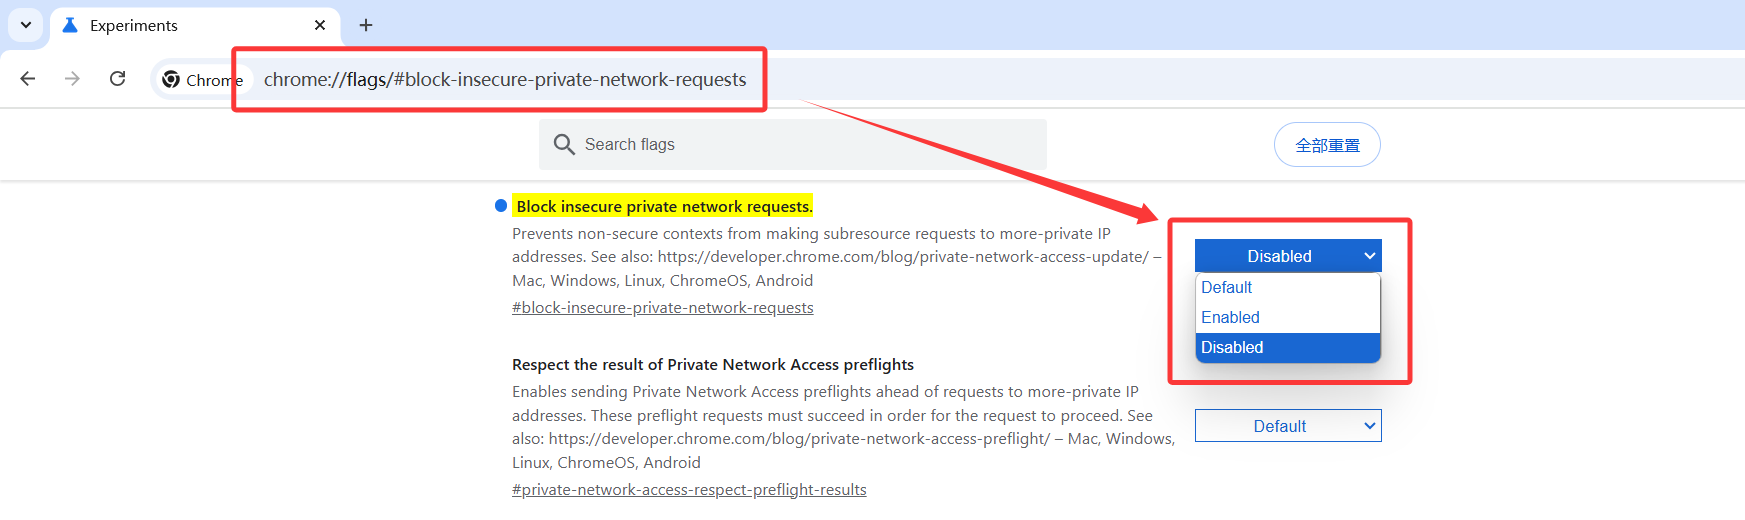 Experiments
Chrome
chrome://flags/#block-insecure-private-network-requests
Search flags
全部重置
Block insecure private network requests.
Prevents non-secure contexts from making subresource requests to more-private IP
addresses. See also: https://developer.chrome.com/blog/private-network-access-update/ –
Mac, Windows, Linux, ChromeOS, Android
#block-insecure-private-network-requests
Disabled
Default
Enabled
Disabled
Respect the result of Private Network Access preflights
Enables sending Private Network Access preflights ahead of requests to more-private IP
addresses. These preflight requests must succeed in order for the request to proceed. See
also: https://developer.chrome.com/blog/private-network-access-preflight/ – Mac, Windows,
Linux, ChromeOS, Android
#private-network-access-respect-preflight-results
Default